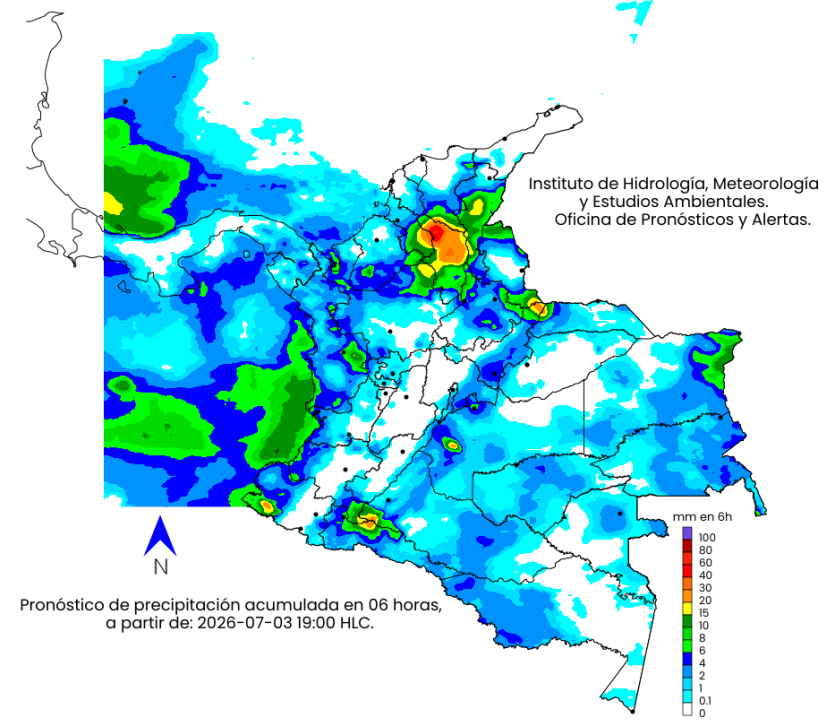 Instituto de Hidrología, Meteorología
y Estudios Ambientales.
Oficina de Pronósticos y Alertas.
mm en 6h
100
80
60
40
30
20
15
10
8
6
4
2
1
0.1
0
N
Pronóstico de precipitación acumulada en 06 horas,
a partir de: 2026-07-03 19:00 HLC.